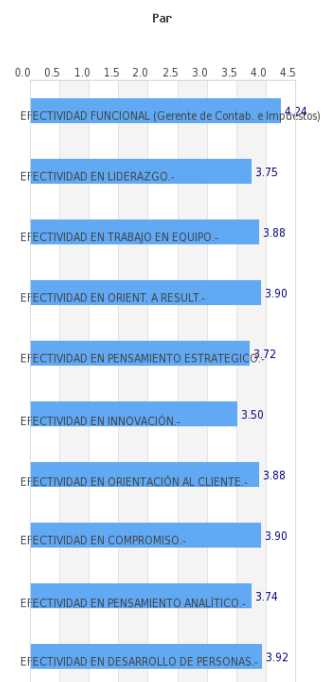 Par
0.0 0.5 1.0 1.5 2.0 2.5 3.0 3.5 4.0 4.5
4.24
EFECTIVIDAD FUNCIONAL (Gerente de Contab. e Impuestos)
3.75
EFECTIVIDAD EN LIDERAZGO.-
3.88
EFECTIVIDAD EN TRABAJO EN EQUIPO.-
3.90
EFECTIVIDAD EN ORIENT. A RESULT.-
3.72
EFECTIVIDAD EN PENSAMIENTO ESTRATEGICO.-
3.50
EFECTIVIDAD EN INNOVACIÓN.-
3.88
EFECTIVIDAD EN ORIENTACIÓN AL CLIENTE.-
3.90
EFECTIVIDAD EN COMPROMISO.-
3.74
EFECTIVIDAD EN PENSAMIENTO ANALÍTICO.-
3.92
EFECTIVIDAD EN DESARROLLO DE PERSONAS.-